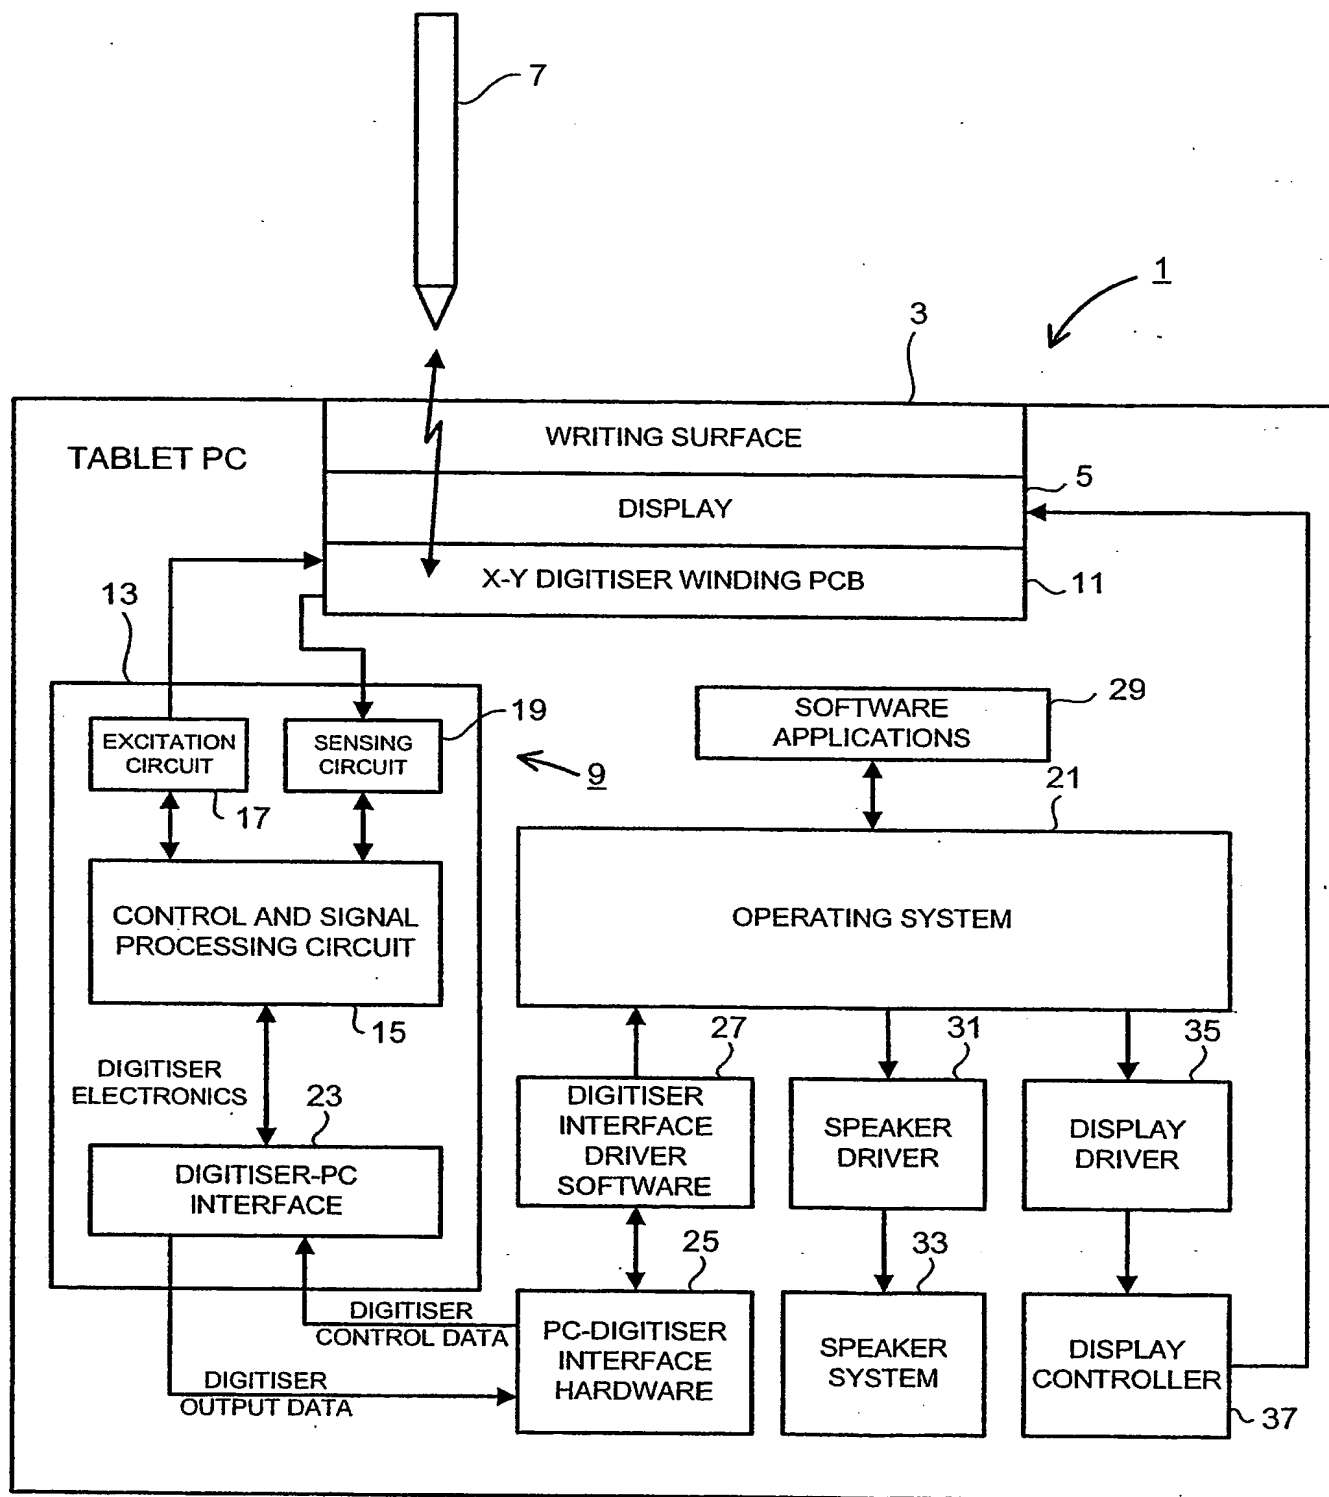 7
1
3
WRITING SURFACE
TABLET PC
5
DISPLAY
X-Y DIGITISER WINDING PCB
11
13
29
SOFTWARE
APPLICATIONS
19
EXCITATION
CIRCUIT
SENSING
CIRCUIT
9
17
21
CONTROL AND SIGNAL
PROCESSING CIRCUIT
OPERATING SYSTEM
15
27
31
35
DIGITISER
ELECTRONICS
23
DIGITISER
INTERFACE
DRIVER
SOFTWARE
SPEAKER
DRIVER
DISPLAY
DRIVER
DIGITISER-PC
INTERFACE
25
33
DIGITISER
CONTROL DATA
PC-DIGITISER
INTERFACE
HARDWARE
SPEAKER
SYSTEM
DISPLAY
CONTROLLER
DIGITISER
OUTPUT DATA
37